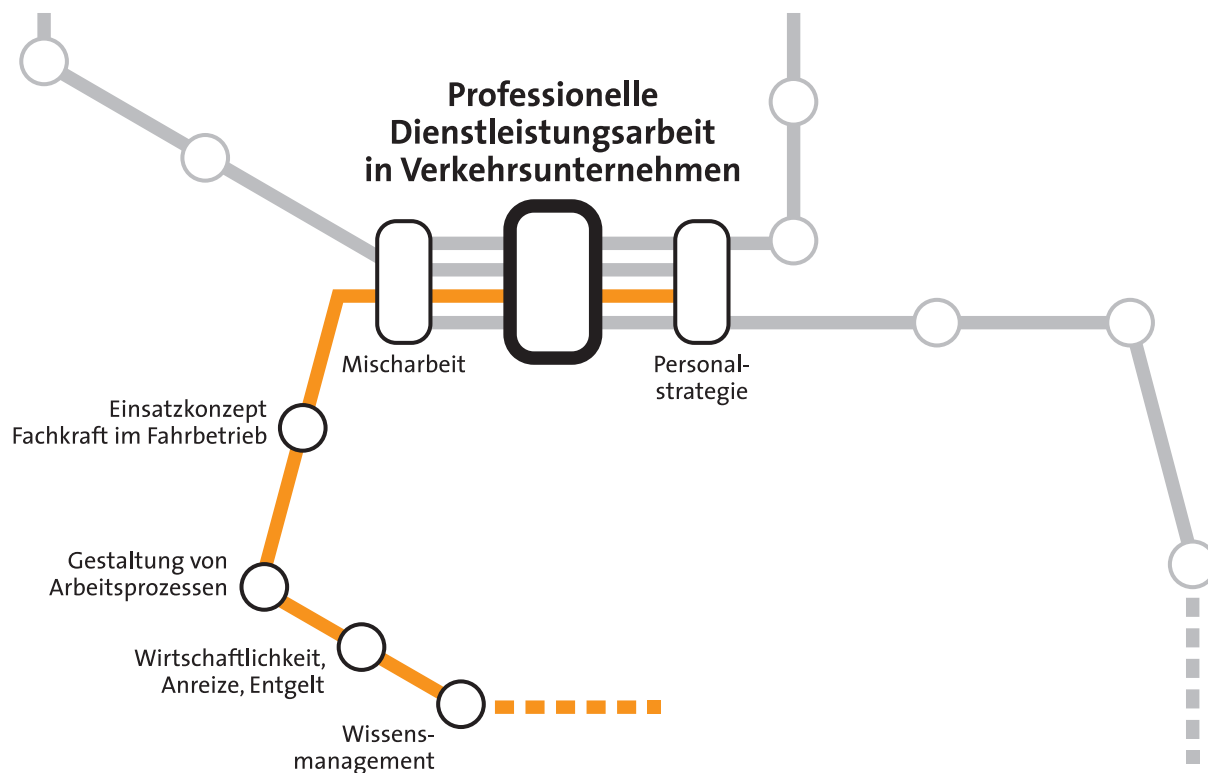 Professionelle
Dienstleistungsarbeit
in Verkehrsunternehmen
Mischarbeit
Personal-
strategie
Einsatzkonzept
Fachkraft im Fahrbetrieb
Gestaltung von
Arbeitsprozessen
Wirtschaftlichkeit,
Anreize, Entgelt
Wissens-
management